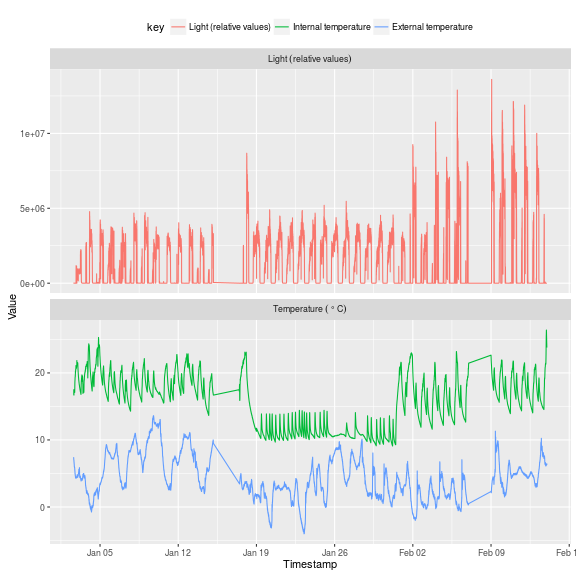 key Light (relative values) Internal temperature External temperature
Light (relative values)
1e+07
5e+06
0e+00
Value
Temperature ( ° C)
20
10
0
Jan 05 Jan 12 Jan 19 Jan 26 Feb 02 Feb 09 Feb 1
Timestamp